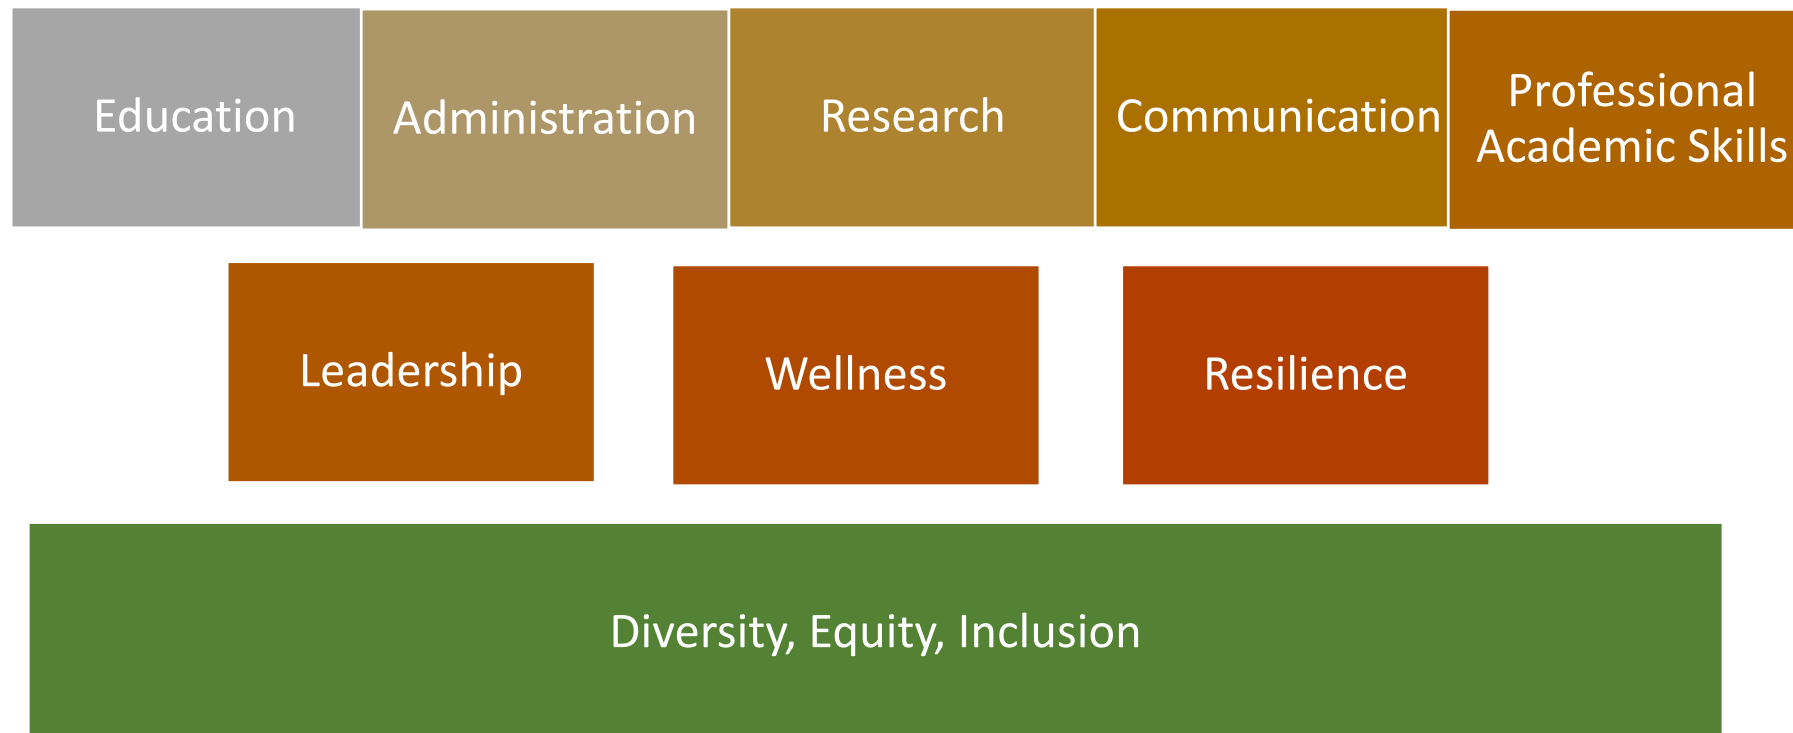 Education
Administration
Research
Communication
Professional
Academic Skills
Leadership
Wellness
Resilience
Diversity, Equity, Inclusion